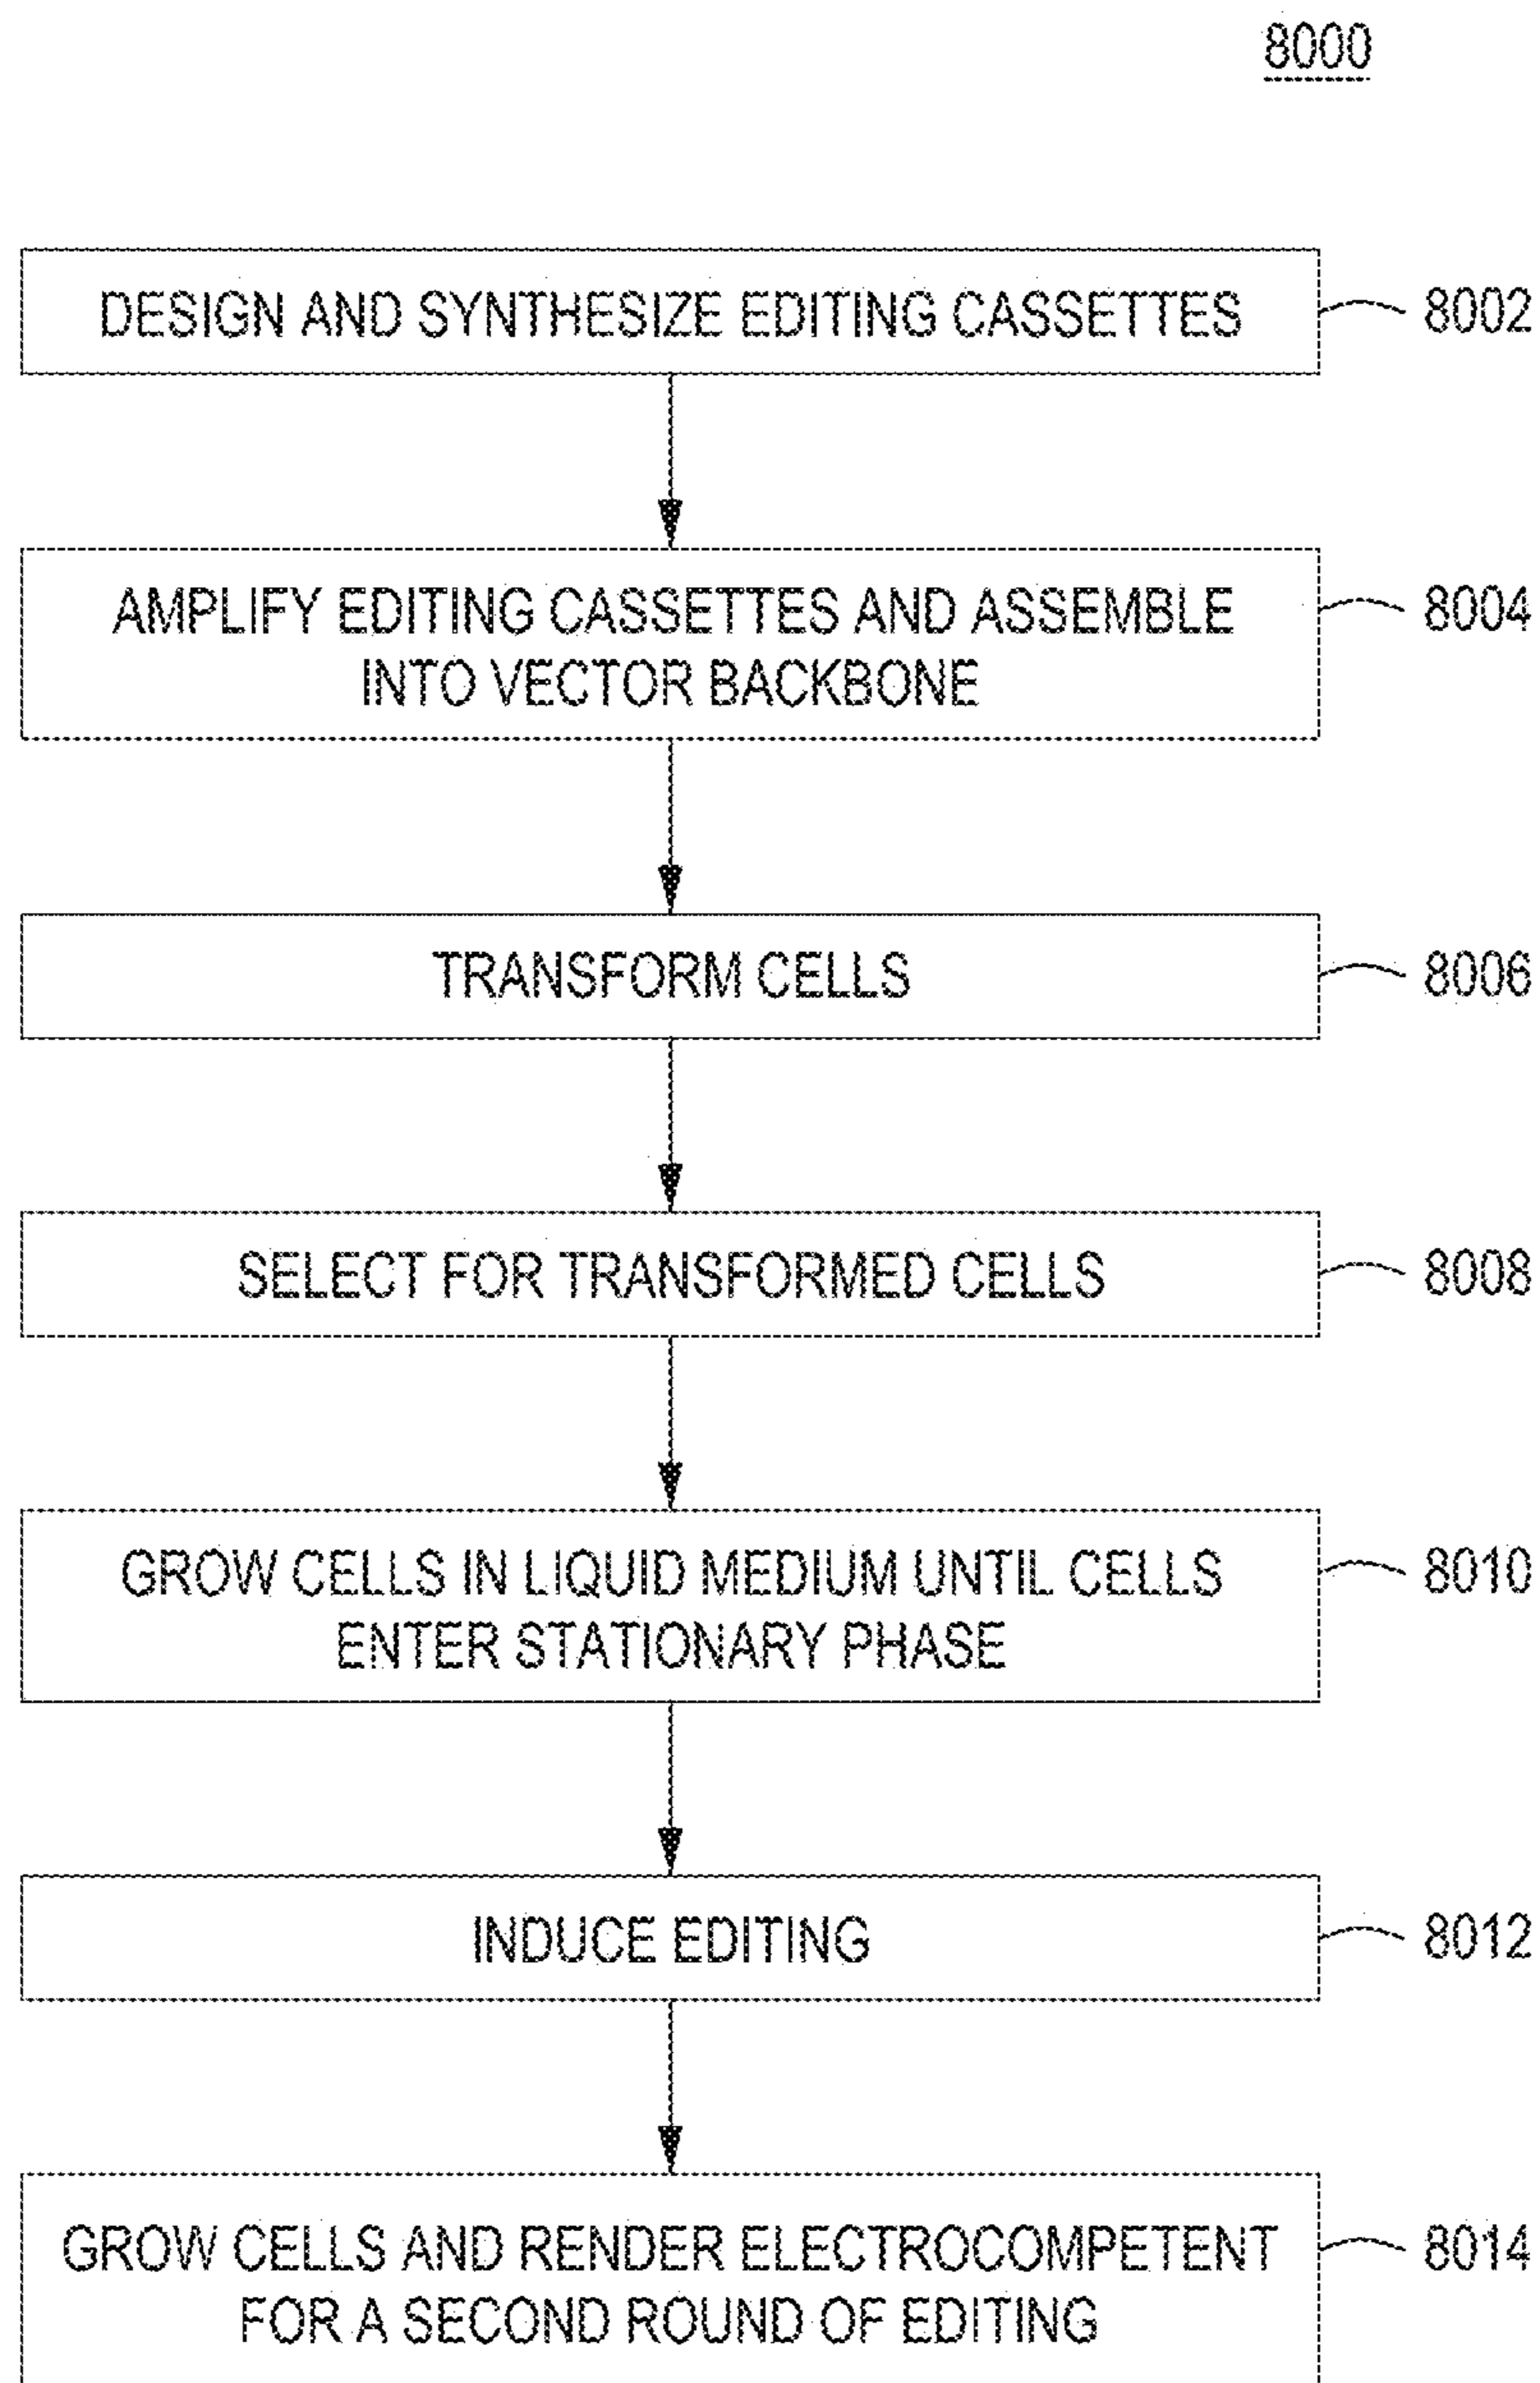 8000
DESIGN AND SYNTHESIZE EDITING CASSETTES
8002
AMPLIFY EDITING CASSETTES AND ASSEMBLE
INTO VECTOR BACKBONE
8004
TRANSFORM CELLS
8006
SELECT FOR TRANSFORMED CELLS
8008
GROW CELLS IN LIQUID MEDIUM UNTIL CELLS
ENTER STATIONARY PHASE
8010
INDUCE EDITING
8012
GROW CELLS AND RENDER ELECTROCOMPETENT
FOR A SECOND ROUND OF EDITING
8014